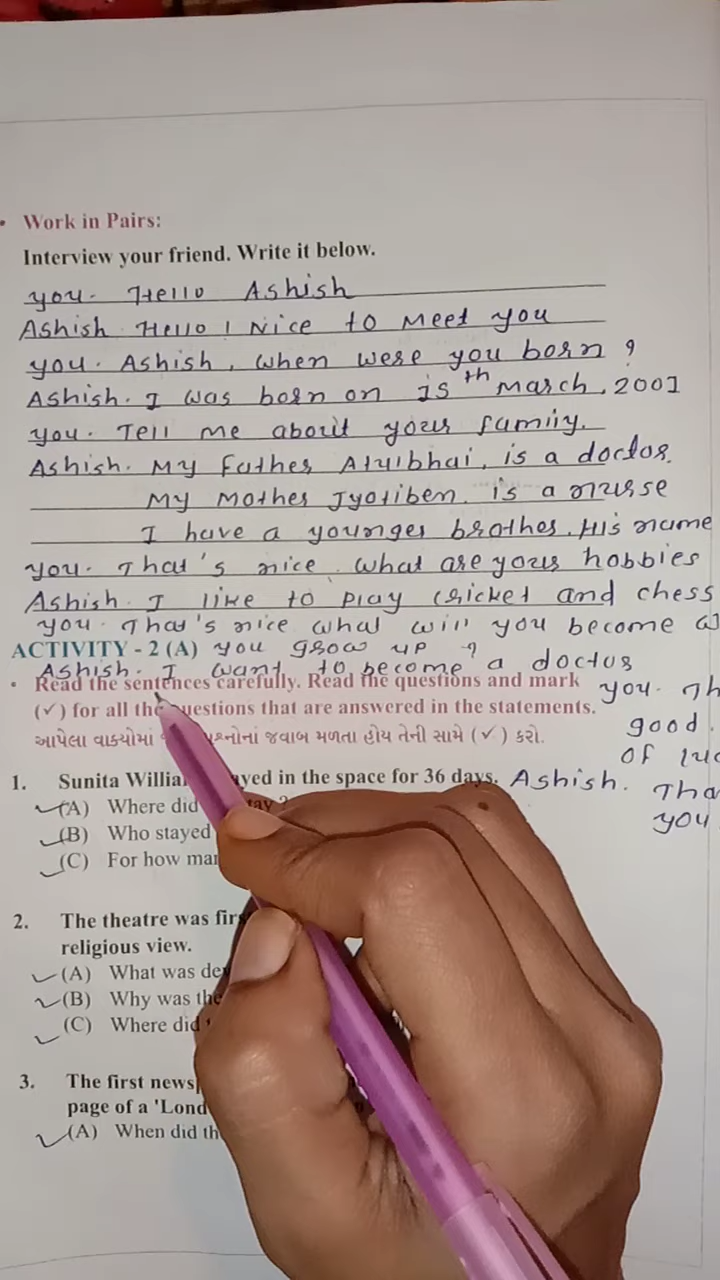 • Work in Pairs:
Interview your friend. Write it below.
you. Hello Ashish
Ashish Hello! Nice to meet you
you. Ashish, when were you born ?
Ashish. I was born on 15th march, 2001
you. Tell me about your family.
Ashish. My father Atulbhai, is a doctor.
My mother Jyotiben. is a nurse
I have a younger brother. His name
you. That's nice. what are your hobbies
Ashish. I like to play cricket and chess
you. That's nice what will you become
ACTIVITY - 2 (A) you grow up ?
Ashish. I want to become a doctor
• Read the sentences carefully. Read the questions and mark
(✓) for all the questions that are answered in the statements.
આપેલા વાક્યોમાં જવાબ મળતા હોય તેની સામે (✓) કરો.
you. Th
good.
of luc
1. Sunita Willia yed in the space for 36 days. Ashish. Tha
you
(A) Where did tay ?
(B) Who stayed
(C) For how mar
2. The theatre was firs
religious view.
(A) What was de
(B) Why was the
(C) Where did
3. The first news
page of a 'Lond
(A) When did th